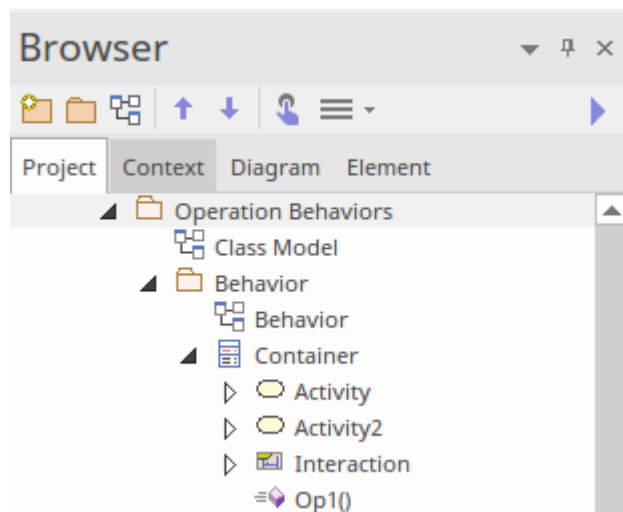 Browser
Project Context Diagram Element
Operation Behaviors
Class Model
Behavior
Behavior
Container
Activity
Activity2
Interaction
Op1()